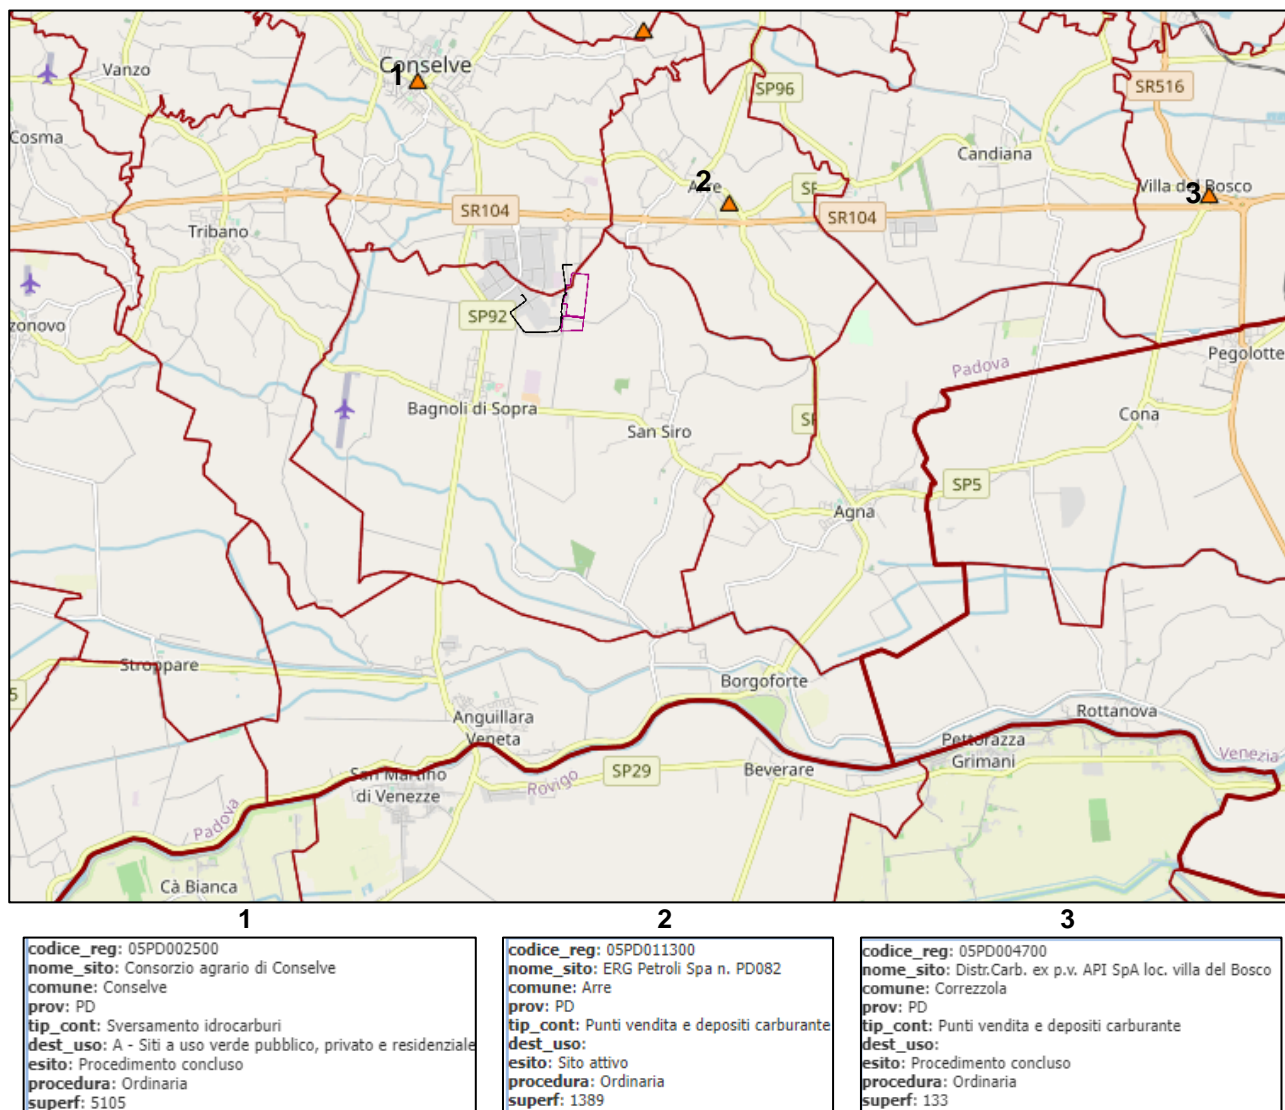 Conselve
1
Vanzo
SP96
SR516
Cosma
Candiana
2
Arre
Villa del Bosco
3
SR104
SR104
Tribano
SP92
zonovo
Padova
Pegolotte
Bagnoli di Sopra
Cona
San Siro
SP5
Agna
Stroppare
5
Borgoforte
Anguillara
Veneta
Rottanova
Pettorazza
Grimani
Venezia
San Martino
di Venezze
SP29
Rovigo
Beverare
Padova
Cà Bianca
1
codice_reg: 05PD002500
nome_sito: Consorzio agrario di Conselve
comune: Conselve
prov: PD
tip_cont: Sversamento idrocarburi
dest_uso: A - Siti a uso verde pubblico, privato e residenziale
esito: Procedimento concluso
procedura: Ordinaria
superf: 5105
2
codice_reg: 05PD011300
nome_sito: ERG Petroli Spa n. PD082
comune: Arre
prov: PD
tip_cont: Punti vendita e depositi carburante
dest_uso:
esito: Sito attivo
procedura: Ordinaria
superf: 1389
3
codice_reg: 05PD004700
nome_sito: Distr.Carb. ex p.v. API SpA loc. villa del Bosco
comune: Correzzola
prov: PD
tip_cont: Punti vendita e depositi carburante
dest_uso:
esito: Procedimento concluso
procedura: Ordinaria
superf: 133